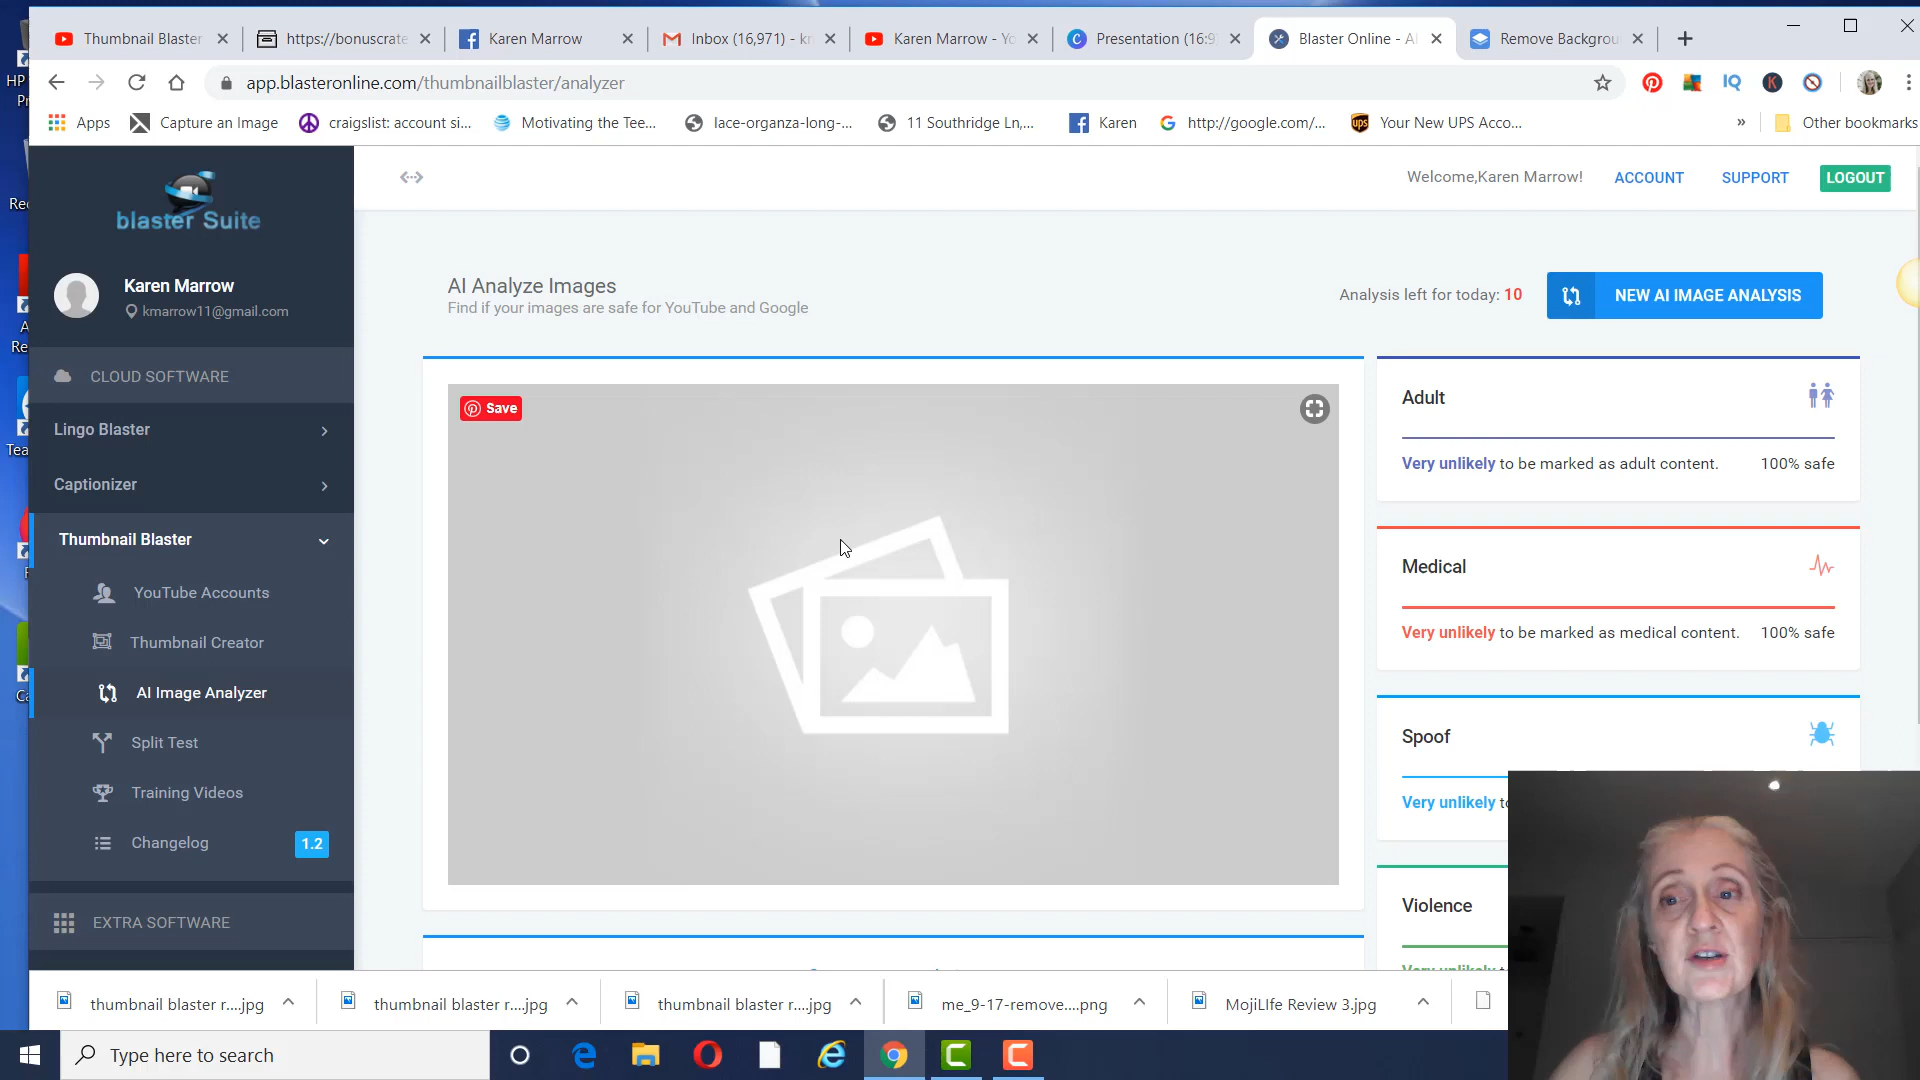 Thumbnail Blaster
https://bonuscrate
Karen Marrow
Inbox (16,971) - k
Karen Marrow - Yo
Presentation (16:9
Blaster Online - AI
Remove Backgrou
app.blasteronline.com/thumbnailblaster/analyzer
Apps
Capture an Image
craigslist: account si...
Motivating the Tee...
lace-organza-long-...
11 Southridge Ln,...
Karen
http://google.com/...
Your New UPS Acco...
»
Other bookmarks
HP
blaster Suite
Welcome,Karen Marrow!
ACCOUNT
SUPPORT
LOGOUT
Karen Marrow
kmarrow11@gmail.com
AI Analyze Images
Find if your images are safe for YouTube and Google
Analysis left for today: 10
NEW AI IMAGE ANALYSIS
CLOUD SOFTWARE
Lingo Blaster
Captionizer
Thumbnail Blaster
YouTube Accounts
Thumbnail Creator
AI Image Analyzer
Split Test
Training Videos
Changelog
1.2
EXTRA SOFTWARE
Save
Adult
Very unlikely to be marked as adult content.
100% safe
Medical
Very unlikely to be marked as medical content.
100% safe
Spoof
Very unlikely to
Violence
thumbnail blaster r....jpg
thumbnail blaster r....jpg
thumbnail blaster r....jpg
me_9-17-remove....png
MojiLIfe Review 3.jpg
Type here to search